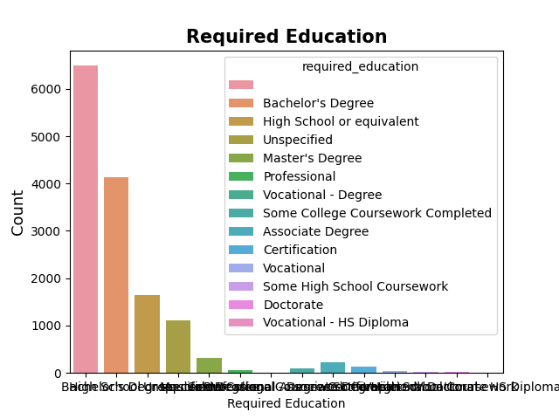 Required Education
required_education
Bachelor's Degree
High School or equivalent
Unspecified
Master's Degree
Professional
Vocational - Degree
Some College Coursework Completed
Associate Degree
Certification
Vocational
Some High School Coursework
Doctorate
Vocational - HS Diploma
Count
6000
5000
4000
3000
2000
1000
0
Required Education